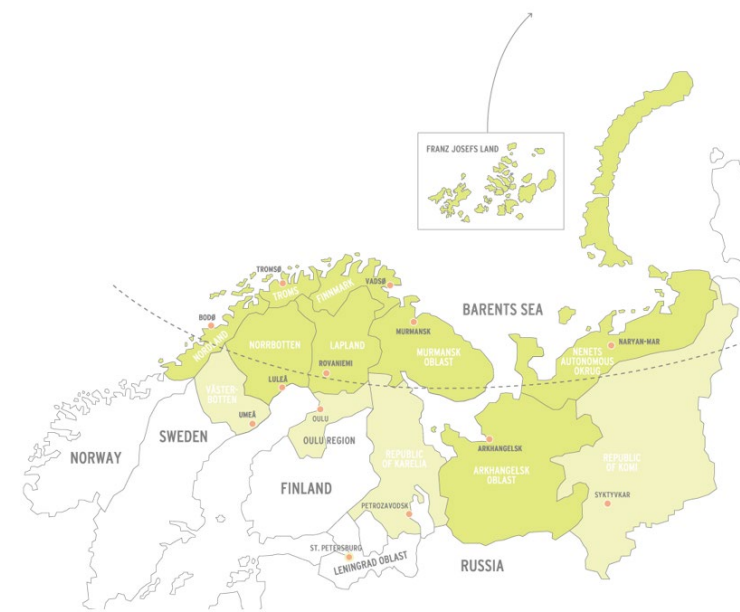 FRANZ JOSEFS LAND
TROMSØ
VADSØ
TROMS
FINNMARK
BARENTS SEA
BODØ
MURMANSK
NORDLAND
NORRBOTTEN
LAPLAND
MURMANSK
OBLAST
NARYAN-MAR
NENETS
AUTONOMOUS
OKRUG
ROVANIEMI
LULEÅ
VÄSTER-
BOTTEN
UMEÅ
OULU
SWEDEN
OULU REGION
ARKHANGELSK
NORWAY
REPUBLIC
OF KARELIA
ARKHANGELSK
OBLAST
REPUBLIC
OF KOMI
FINLAND
PETROZAVODSK
SYKTYVKAR
ST. PETERSBURG
LENINGRAD OBLAST
RUSSIA